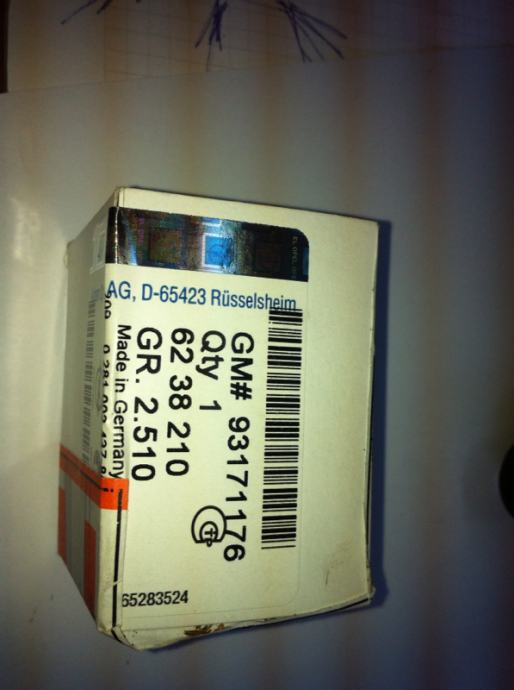 AG, D-65423 Rüsselsheim
GM# 93171176
Qty 1
62 38 210
GR. 2.510
Made in Germany
65283524